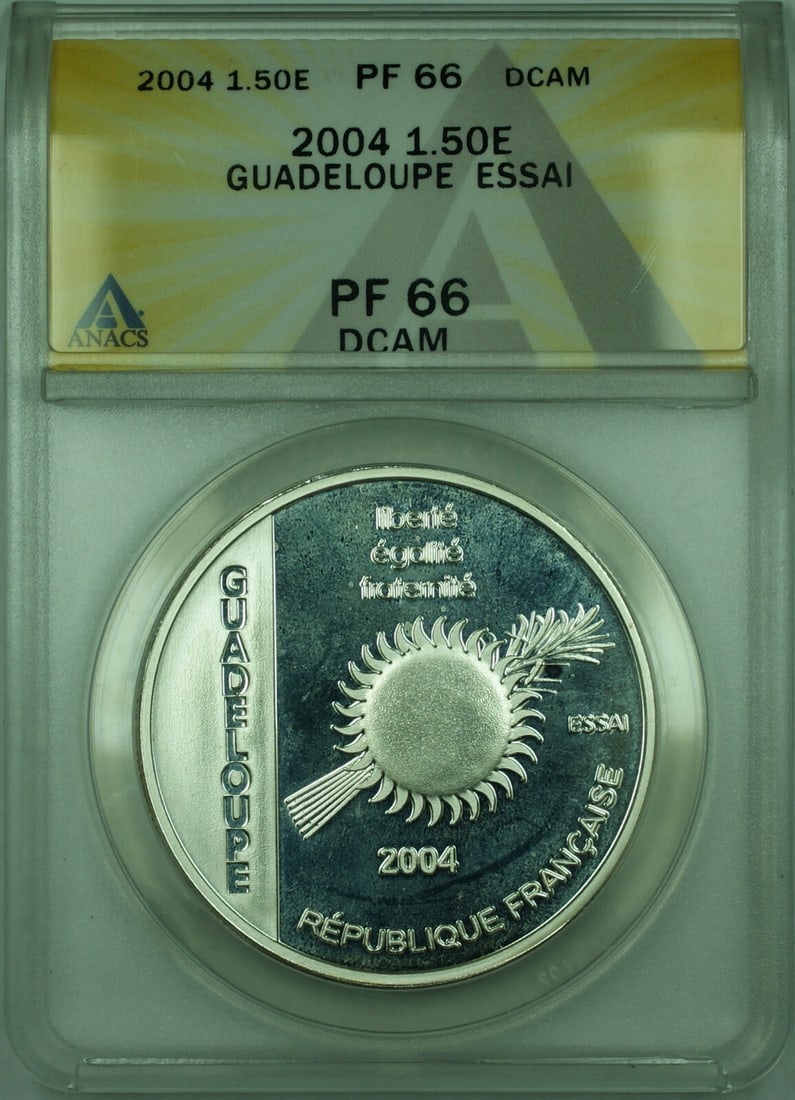 2004 1.50E PF 66 DCAM
2004 1.50E
GUADELOUPE ESSAI
PF 66
DCAM
ANACS
liberté
égalité
fraternité
GUADELOUPE
ESSAI
2004
RÉPUBLIQUE FRANÇAISE